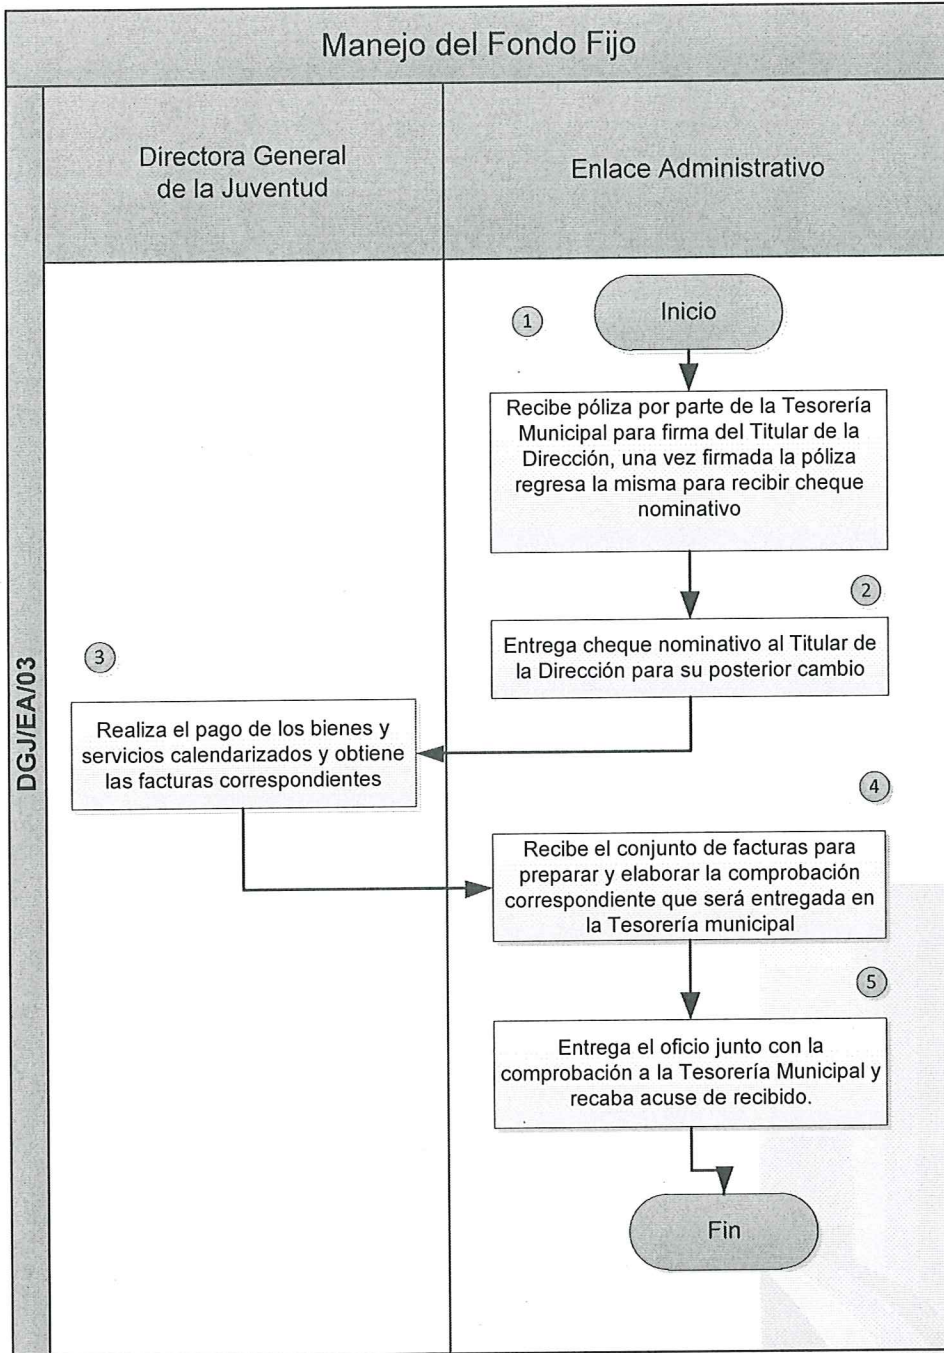 Manejo del Fondo Fijo
DGJ/EA/03
Directora General
de la Juventud
Enlace Administrativo
Inicio
1
Recibe póliza por parte de la Tesorería
Municipal para firma del Titular de la
Dirección, una vez firmada la póliza
regresa la misma para recibir cheque
nominativo
2
Entrega cheque nominativo al Titular de
la Dirección para su posterior cambio
3
Realiza el pago de los bienes y
servicios calendarizados y obtiene
las facturas correspondientes
4
Recibe el conjunto de facturas para
preparar y elaborar la comprobación
correspondiente que será entregada en
la Tesorería municipal
5
Entrega el oficio junto con la
comprobación a la Tesorería Municipal y
recaba acuse de recibido.
Fin